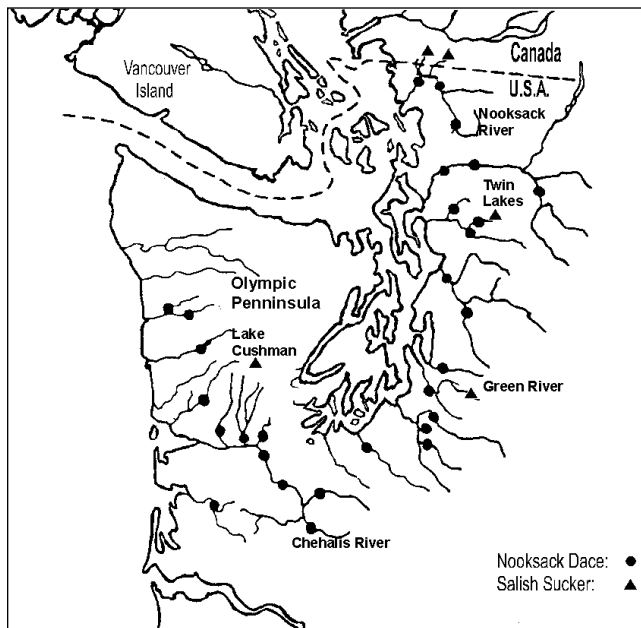 Vancouver
Island
Canada
U.S.A.
Nooksack
River
Twin
Lakes
Olympic
Penninsula
Lake
Cushman
Green River
Chehalis River
Nooksack Dace:
Salish Sucker: